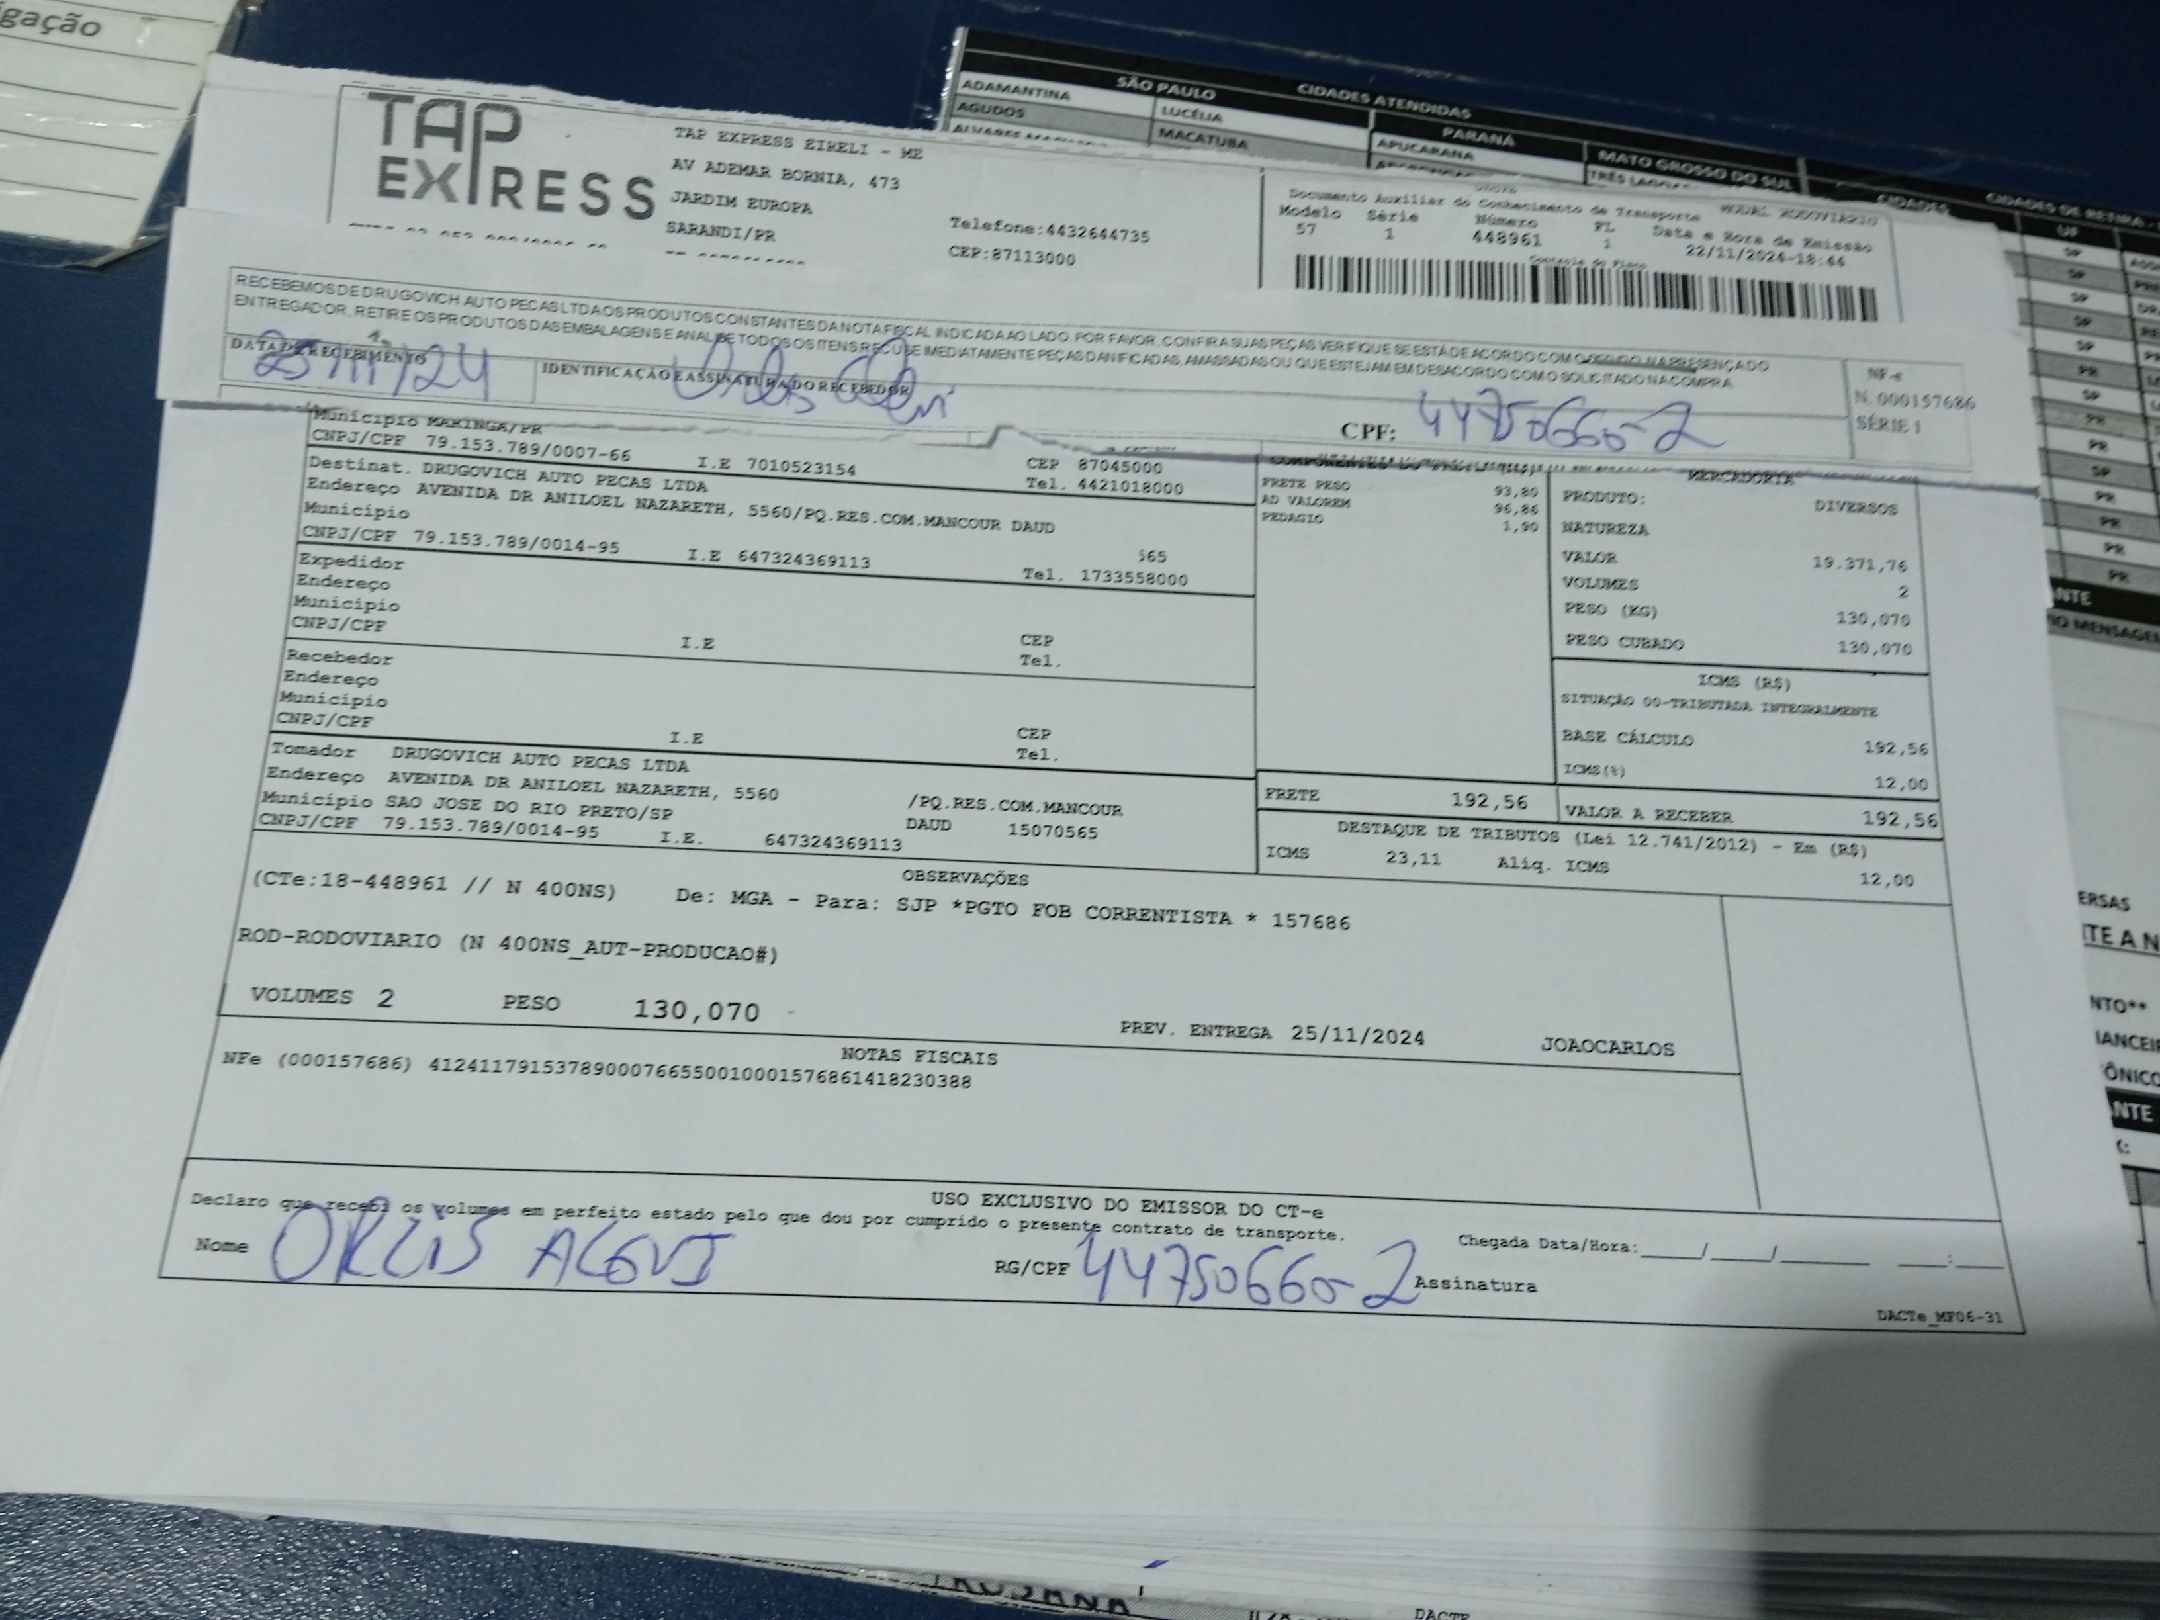 gação
SÃO PAULO
CIDADES ATENDIDAS
ADAMANTINA
LUCÉLIA
PARANÁ
AGUDOS
MACATUBA
APUCARANA
MATO GROSSO DO SUL
CIDADES
CIDADES DE RETIRA
TAP
EXPRESS
TAP EXPRESS EIRELI - ME
AV ADEMAR BORNIA, 473
JARDIM EUROPA
SARANDI/PR
Telefone:4432644735
CEP:87113000
Documento Auxiliar do Conhecimento de Transporte MODAL RODOVIÁRIO
Modelo Série Número FL Data e Hora de Emissão
57 1 448961 1 22/11/2024-18:44
Controle do Fisco
RECEBEMOS DE DRUGOVICH AUTO PECAS LTDA OS PRODUTOS CONSTANTES DA NOTA FISCAL INDICADA AO LADO. POR FAVOR, CONFIRA SUAS PEÇAS VERIFIQUE SE ESTÁ DE ACORDO COM O PEDIDO. NA PRESENÇA DO
ENTREGADOR, RETIRE OS PRODUTOS DAS EMBALAGENS E ANALISE TODOS OS ITENS RECUSE IMEDIATAMENTE PEÇAS DANIFICADAS, AMASSADAS OU QUE ESTEJAM EM DESACORDO COM O SOLICITADO NA COMPRA
DATA DE RECEBIMENTO
25/11/24
IDENTIFICAÇÃO E ASSINATURA DO RECEBEDOR
CPF: 44750660-2
NF-e
N. 000157686
SÉRIE 1
Município MARINGA/PR
CNPJ/CPF 79.153.789/0007-66 I.E 7010523154 CEP 87045000
Tel. 4421018000
Destinat. DRUGOVICH AUTO PECAS LTDA
Endereço AVENIDA DR ANILOEL NAZARETH, 5560/PQ.RES.COM.MANCOUR DAUD
Município
565
CNPJ/CPF 79.153.789/0014-95 I.E 647324369113 Tel. 1733558000
Expedidor
Endereço
Município
CNPJ/CPF I.E CEP
Tel.
Recebedor
Endereço
Município
CNPJ/CPF I.E CEP
Tel.
Tomador DRUGOVICH AUTO PECAS LTDA
Endereço AVENIDA DR ANILOEL NAZARETH, 5560 /PQ.RES.COM.MANCOUR
Município SAO JOSE DO RIO PRETO/SP DAUD 15070565
CNPJ/CPF 79.153.789/0014-95 I.E. 647324369113
FRETE PESO 93,80
AD VALOREM 96,86
PEDAGIO 1,90
MERCADORIA
PRODUTO: DIVERSOS
NATUREZA
VALOR 19.371,76
VOLUMES 2
PESO (KG) 130,070
PESO CUBADO 130,070
ICMS (R$)
SITUAÇÃO 00-TRIBUTADA INTEGRALMENTE
BASE CÁLCULO 192,56
ICMS(%) 12,00
FRETE 192,56 VALOR A RECEBER 192,56
DESTAQUE DE TRIBUTOS (Lei 12.741/2012) - Em (R$)
ICMS 23,11 Aliq. ICMS 12,00
OBSERVAÇÕES
(CTe:18-448961 // N 400NS) De: MGA - Para: SJP *PGTO FOB CORRENTISTA * 157686
ROD-RODOVIARIO (N 400NS_AUT-PRODUCAO#)
VOLUMES 2 PESO 130,070 PREV. ENTREGA 25/11/2024 JOAOCARLOS
NOTAS FISCAIS
NFe (000157686) 41241179153789000766550010001576861418230388
USO EXCLUSIVO DO EMISSOR DO CT-e
Declaro que recebi os volumes em perfeito estado pelo que dou por cumprido o presente contrato de transporte.
Chegada Data/Hora:____/____/________ ____:____
Nome ORLIS ACOVI RG/CPF 44750660-2 Assinatura
DACTe_MF06-31